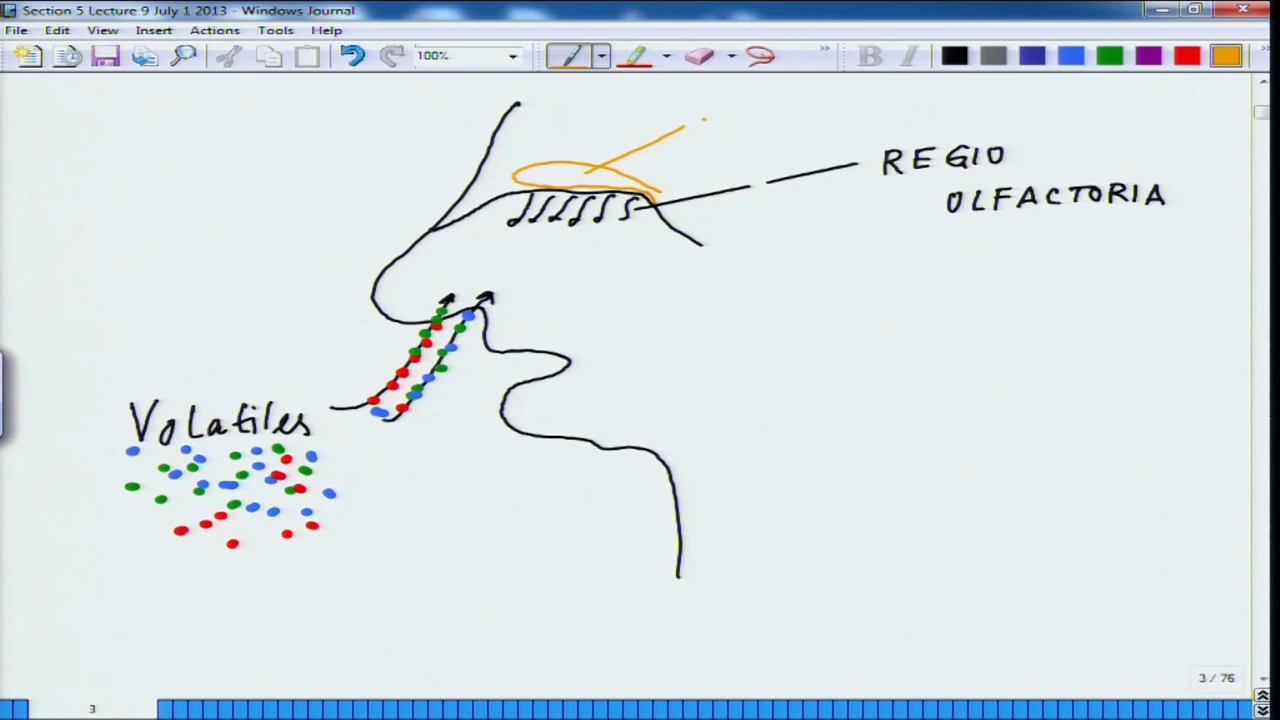 Section 5 Lecture 9 July 1 2013 - Windows Journal
File Edit View Insert Actions Tools Help
100%
B I
REGIO
OLFACTORIA
Volatiles
3 / 76
3